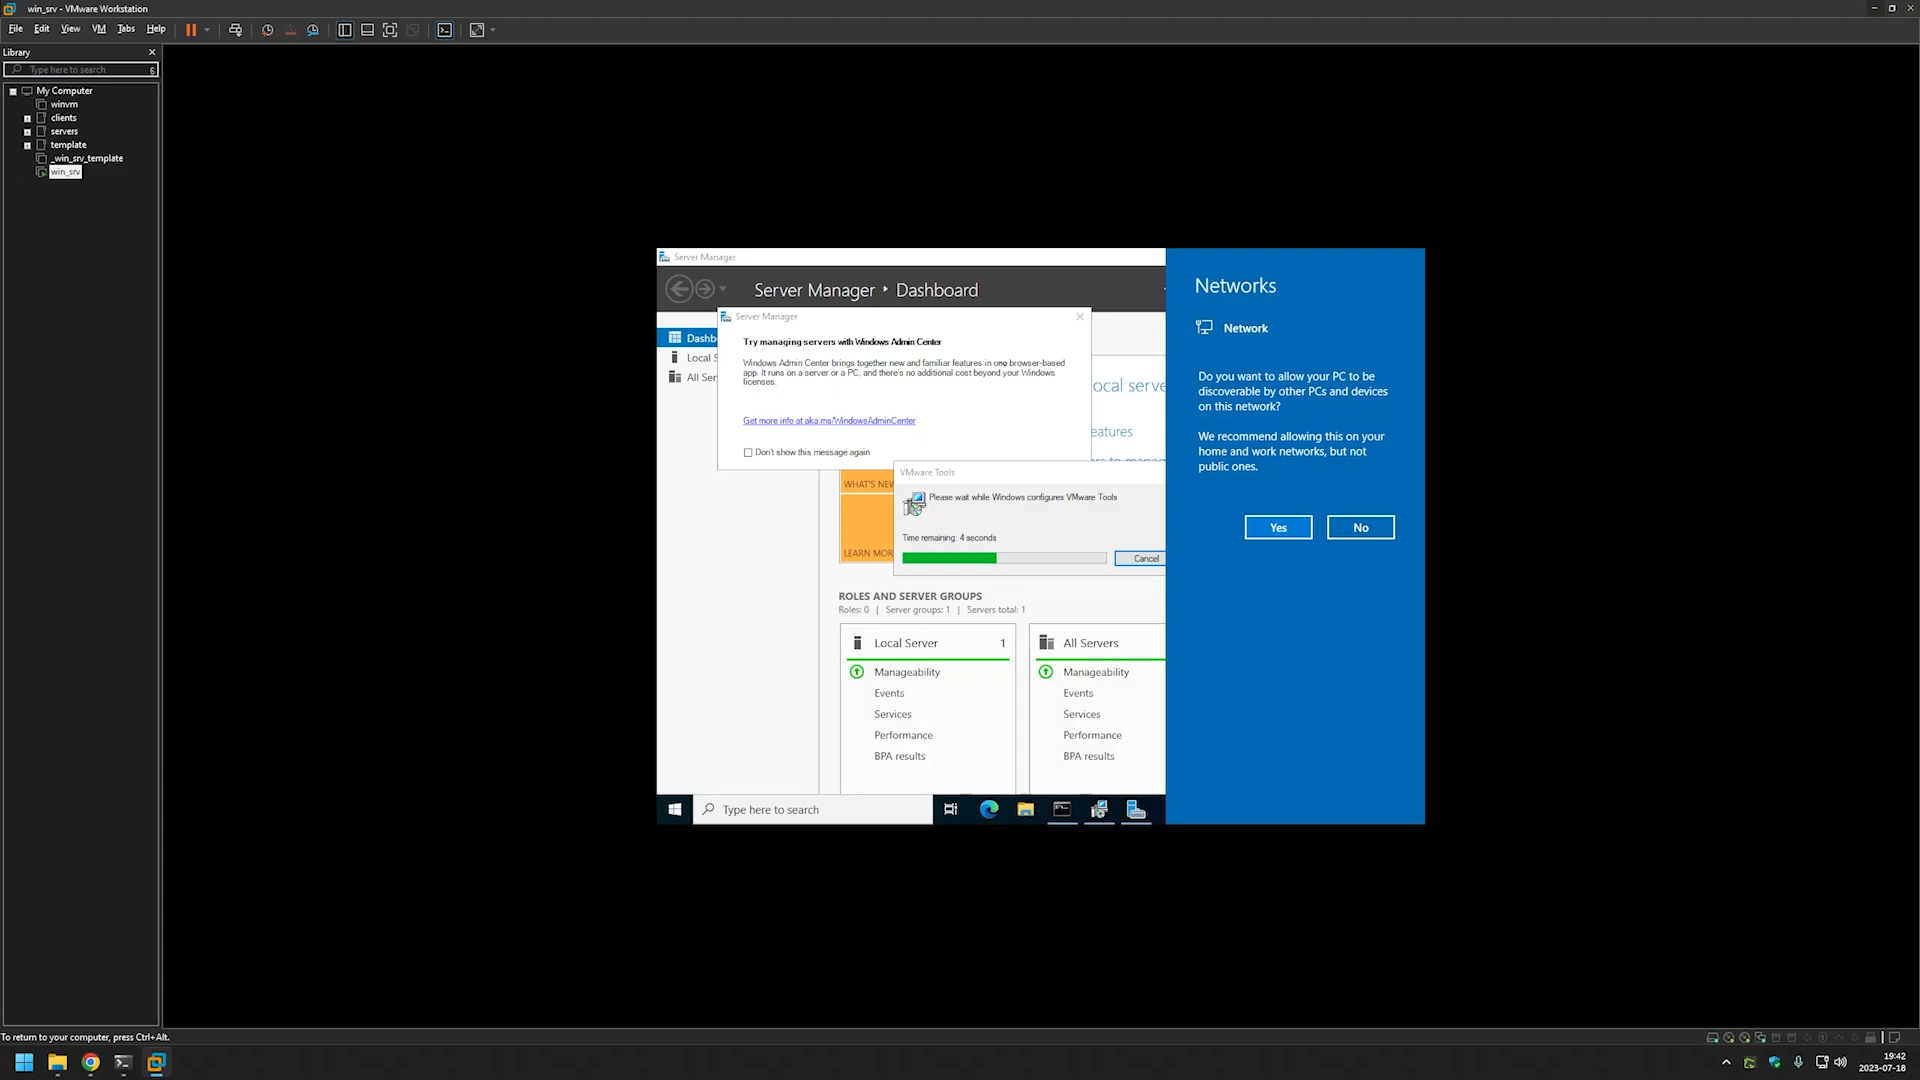 win_srv - VMware Workstation
File Edit View VM Tabs Help
Library
Type here to search
My Computer
winvm
clients
servers
template
_win_srv_template
win_srv
Server Manager
Server Manager Dashboard
Server Manager
Try managing servers with Windows Admin Center
Windows Admin Center brings together new and familiar features in one browser-based
app. It runs on a server or a PC, and there's no additional cost beyond your Windows
licenses.
Get more info at aka.ms/WindowsAdminCenter
Don't show this message again
Dashb
Local S
All Ser
ocal serve
eatures
WHAT'S NEW
LEARN MOR
VMware Tools
Please wait while Windows configures VMware Tools
Time remaining: 4 seconds
Cancel
ROLES AND SERVER GROUPS
Roles: 0 | Server groups: 1 | Servers total: 1
Local Server 1
Manageability
Events
Services
Performance
BPA results
All Servers
Manageability
Events
Services
Performance
BPA results
Type here to search
Networks
Network
Do you want to allow your PC to be
discoverable by other PCs and devices
on this network?
We recommend allowing this on your
home and work networks, but not
public ones.
Yes
No
To return to your computer, press Ctrl+Alt.
19:42
2023-07-18